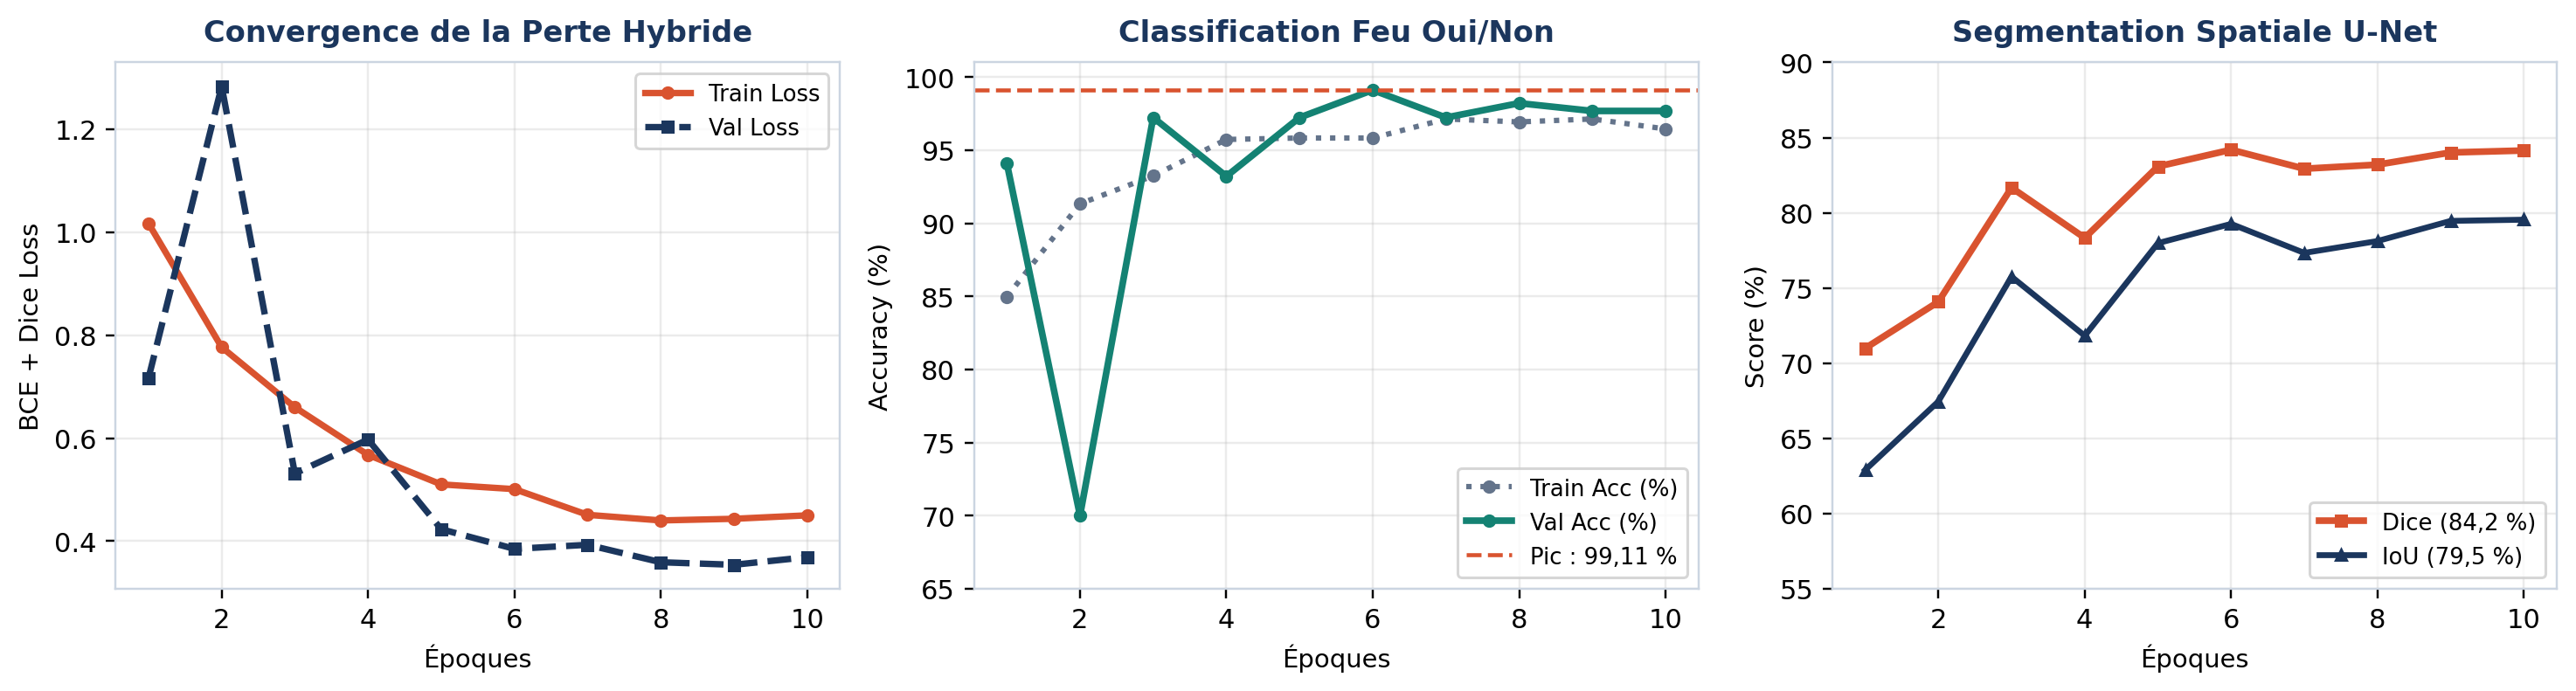 Convergence de la Perte Hybride
BCE + Dice Loss
1.2
1.0
0.8
0.6
0.4
Train Loss
Val Loss
2 4 6 8 10
Époques
Classification Feu Oui/Non
Accuracy (%)
100
95
90
85
80
75
70
65
Train Acc (%)
Val Acc (%)
Pic : 99,11 %
2 4 6 8 10
Époques
Segmentation Spatiale U-Net
Score (%)
90
85
80
75
70
65
60
55
Dice (84,2 %)
IoU (79,5 %)
2 4 6 8 10
Époques